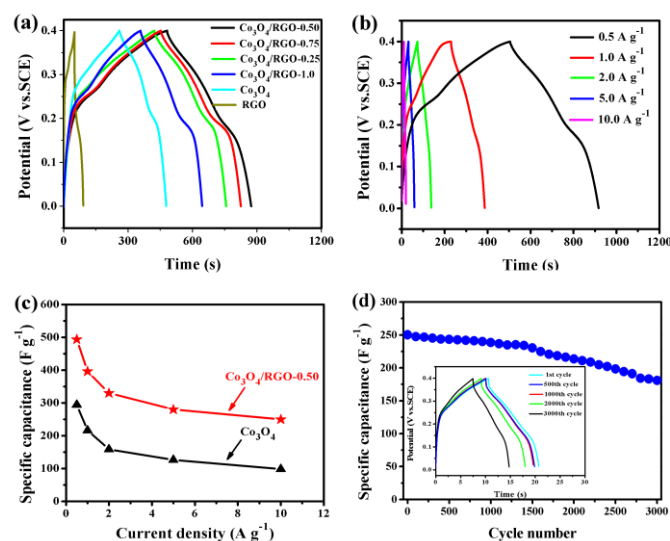 (a)
Co₃O₄/RGO-0.50
Co₃O₄/RGO-0.75
Co₃O₄/RGO-0.25
Co₃O₄/RGO-1.0
Co₃O₄
RGO
Potential (V vs.SCE)
0.4
0.3
0.2
0.1
0.0
0 300 600 900 1200
Time (s)
(b)
0.5 A g⁻¹
1.0 A g⁻¹
2.0 A g⁻¹
5.0 A g⁻¹
10.0 A g⁻¹
Potential (V vs.SCE)
0.4
0.3
0.2
0.1
0.0
0 200 400 600 800 1000 1200
Time (s)
(c)
Specific capacitance (F g⁻¹)
600
500
400
300
200
100
0
Co₃O₄/RGO-0.50
Co₃O₄
0 2 4 6 8 10
Current density (A g⁻¹)
(d)
Specific capacitance (F g⁻¹)
300
250
200
150
100
50
0
Potential (V vs.SCE)
0.4
0.3
0.2
0.1
0.0
1st cycle
500th cycle
1000th cycle
2000th cycle
3000th cycle
0 5 10 15 20 25 30
Time (s)
0 500 1000 1500 2000 2500 3000
Cycle number